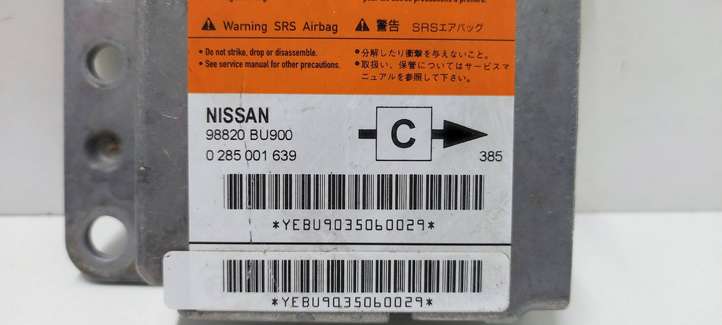 Warning SRS Airbag
• Do not strike, drop or disassemble.
• See service manual for other precautions.
警告 SRSエアバッグ
• 分解したり衝撃を与えないこと。
• 取扱い、保管についてはサービスマ
ニュアルを参照して下さい。
NISSAN
98820 BU900
0 285 001 639
C
385
*YEBU9035060029*
*YEBU9035060029*